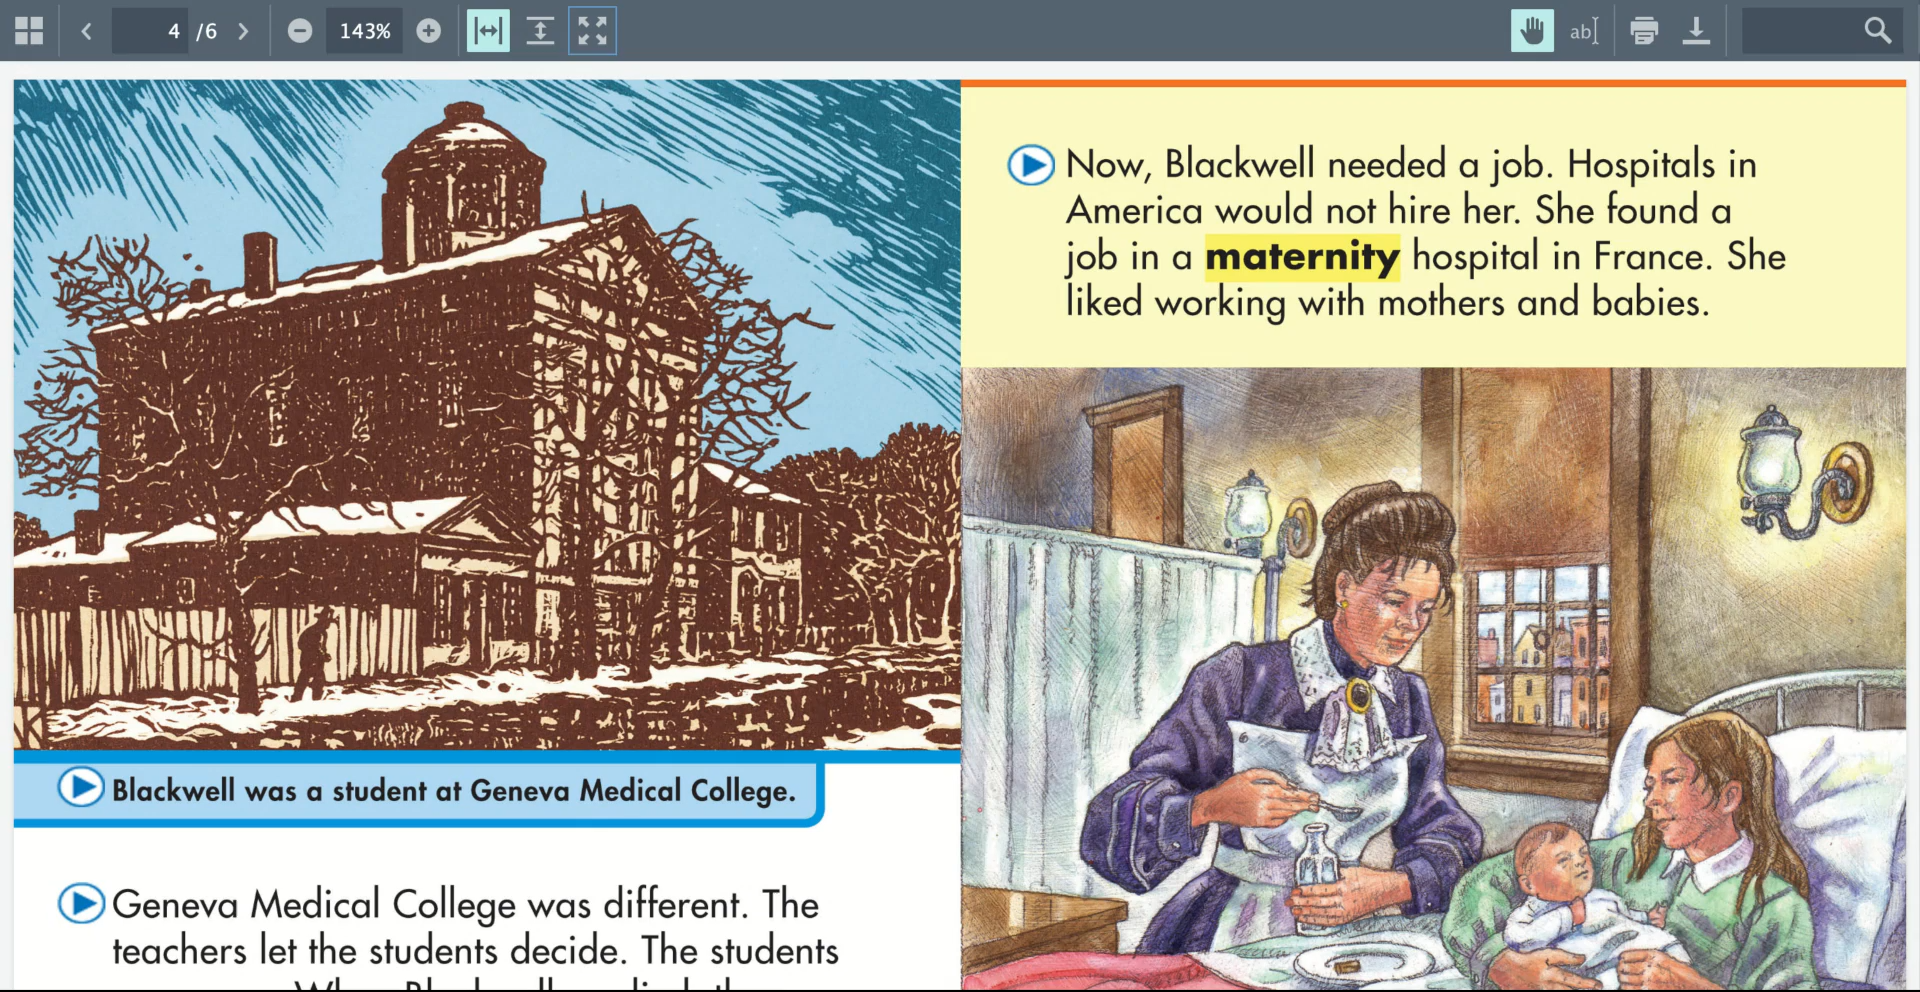 4 /6 143% ab
Blackwell was a student at Geneva Medical College.
Geneva Medical College was different. The
teachers let the students decide. The students
Now, Blackwell needed a job. Hospitals in
America would not hire her. She found a
job in a maternity hospital in France. She
liked working with mothers and babies.